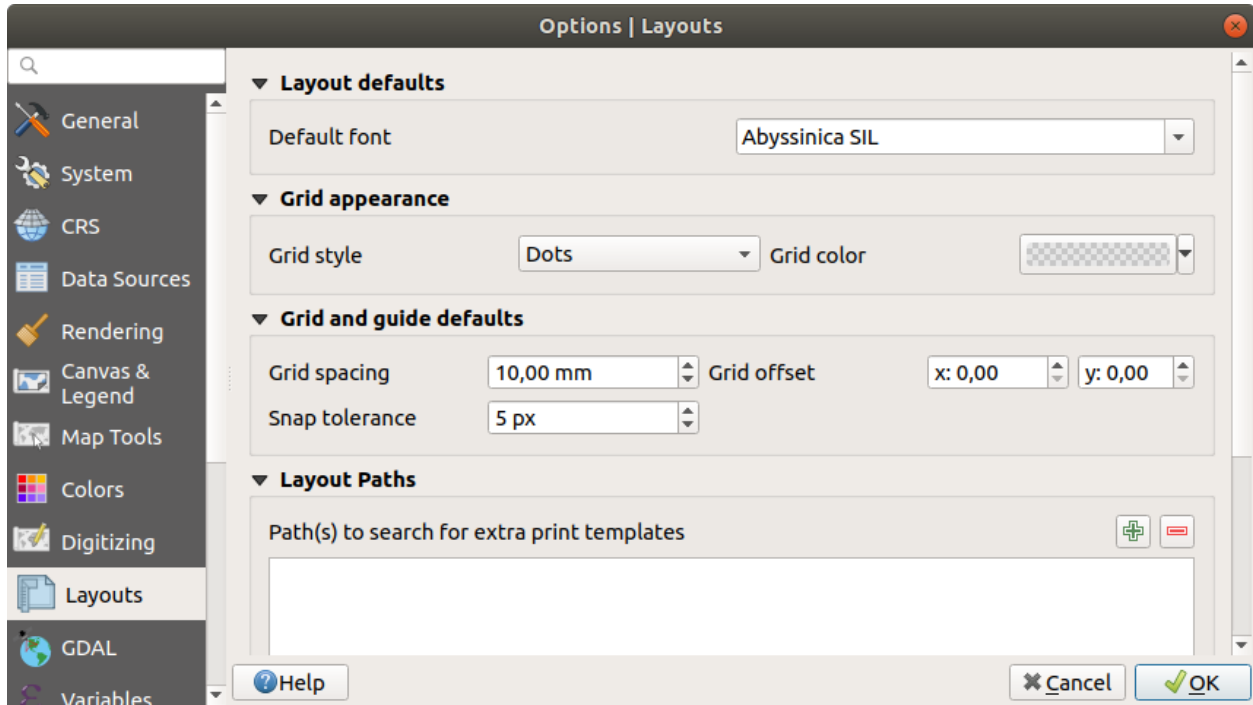 Options | Layouts
General
System
CRS
Data Sources
Rendering
Canvas &
Legend
Map Tools
Colors
Digitizing
Layouts
GDAL
Variables
Layout defaults
Default font Abyssinica SIL
Grid appearance
Grid style Dots Grid color
Grid and guide defaults
Grid spacing 10,00 mm Grid offset x: 0,00 y: 0,00
Snap tolerance 5 px
Layout Paths
Path(s) to search for extra print templates
Help Cancel OK